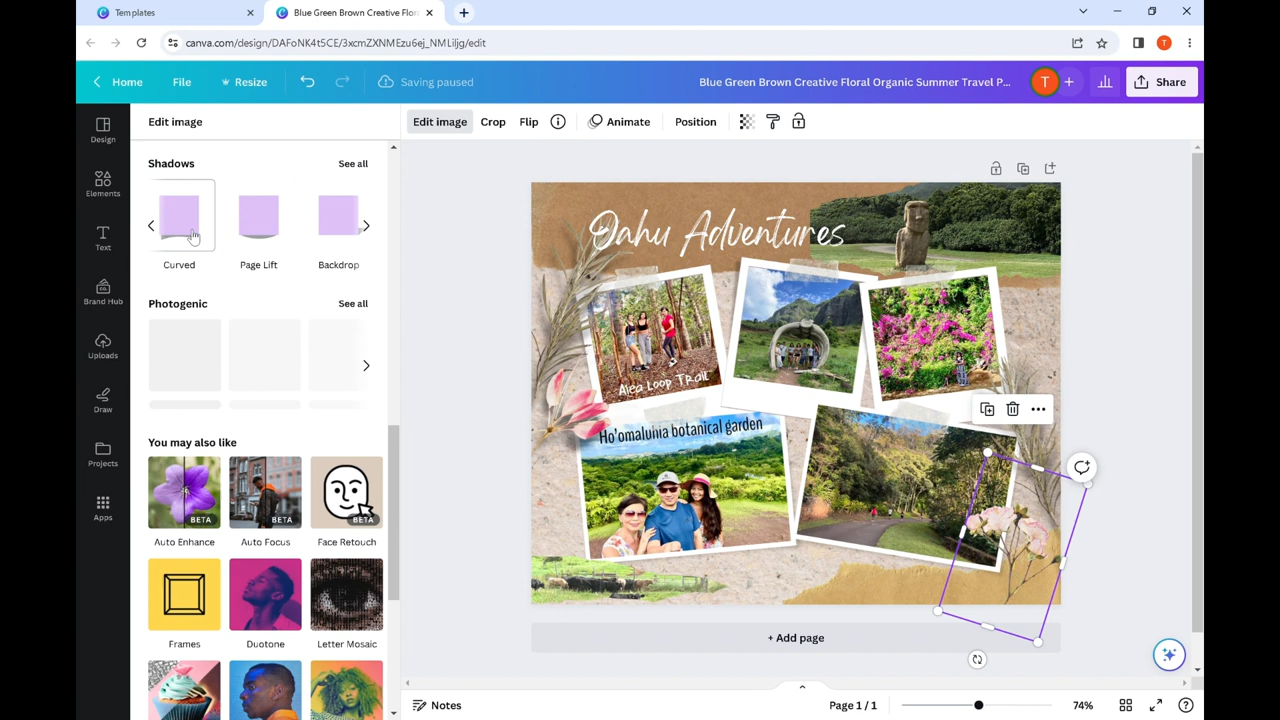 Templates
Blue Green Brown Creative Flor
canva.com/design/DAFoNK4t5CE/3xcmZXNMEzu6ej_NMLiljg/edit
T
Home
File
Resize
Saving paused
Blue Green Brown Creative Floral Organic Summer Travel P...
T
Share
Design
Elements
Text
Brand Hub
Uploads
Draw
Projects
Apps
Edit image
Edit image
Crop
Flip
Animate
Position
Shadows
See all
Curved
Page Lift
Backdrop
Photogenic
See all
You may also like
BETA
BETA
BETA
Auto Enhance
Auto Focus
Face Retouch
Frames
Duotone
Letter Mosaic
Oahu Adventures
Aiea Loop Trail
Ho'omaluhia botanical garden
+ Add page
Notes
Page 1 / 1
74%